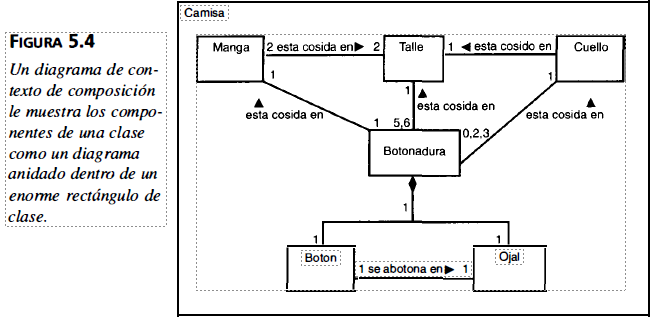 FIGURA 5.4
Un diagrama de con-
texto de composición
le muestra los compo-
nentes de una clase
como un diagrama
anidado dentro de un
enorme rectángulo de
clase.
Camisa
Manga
2 esta cosida en ▶ 2
Talle
1 ◀ esta cosido en
Cuello
1
1
1
▲
esta cosida en
▲
esta cosida en
▲
esta cosida en
1
5,6
0,2,3
Botonadura
1
1
1
Boton
1 se abotona en ▶ 1
Ojal